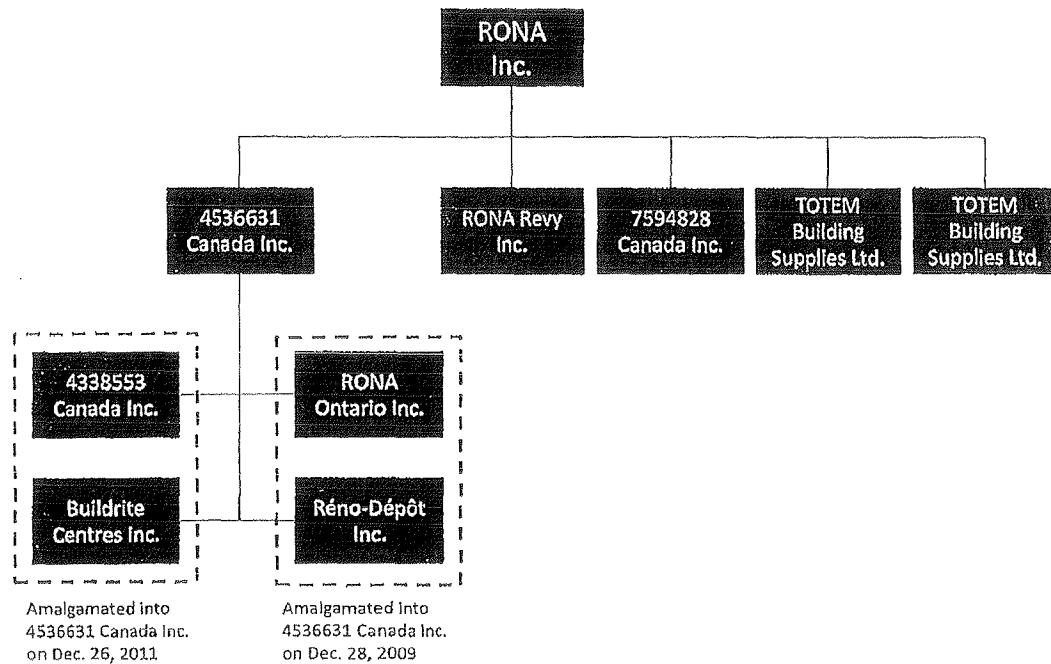 RONA
Inc.
4536631
Canada Inc.
RONA Revy
Inc.
7594828
Canada Inc.
TOTEM
Building
Supplies Ltd.
TOTEM
Building
Supplies Ltd.
4338553
Canada Inc.
RONA
Ontario Inc.
Buildrite
Centres Inc.
Réno-Dépôt
Inc.
Amalgamated into
4536631 Canada Inc.
on Dec. 26, 2011
Amalgamated into
4536631 Canada Inc.
on Dec. 28, 2009